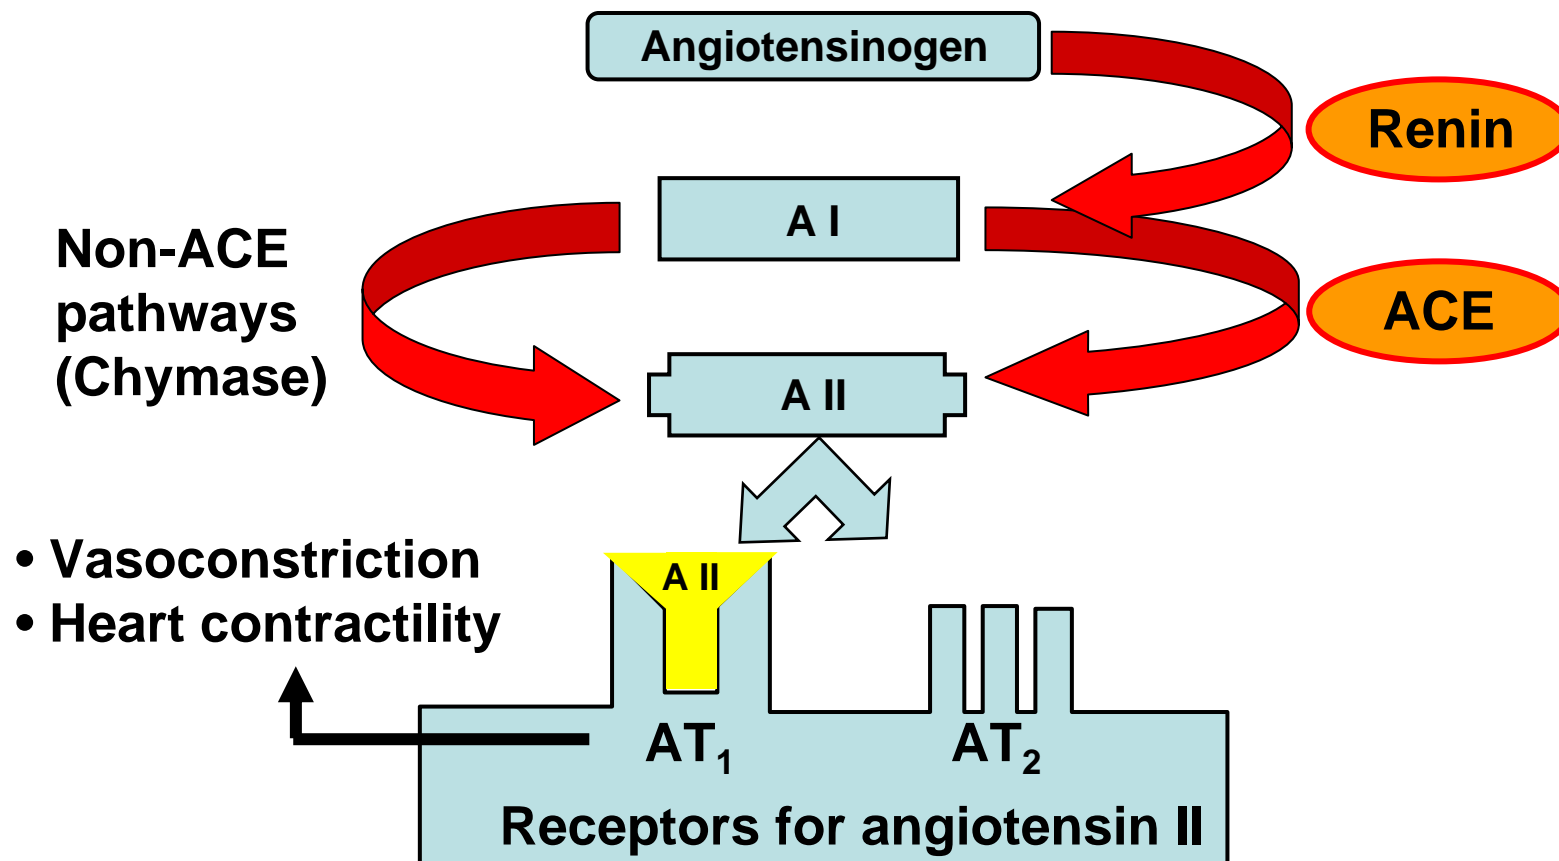 Angiotensinogen
Renin
A I
Non-ACE
pathways
(Chymase)
ACE
A II
• Vasoconstriction
• Heart contractility
A II
AT₁
AT₂
Receptors for angiotensin II